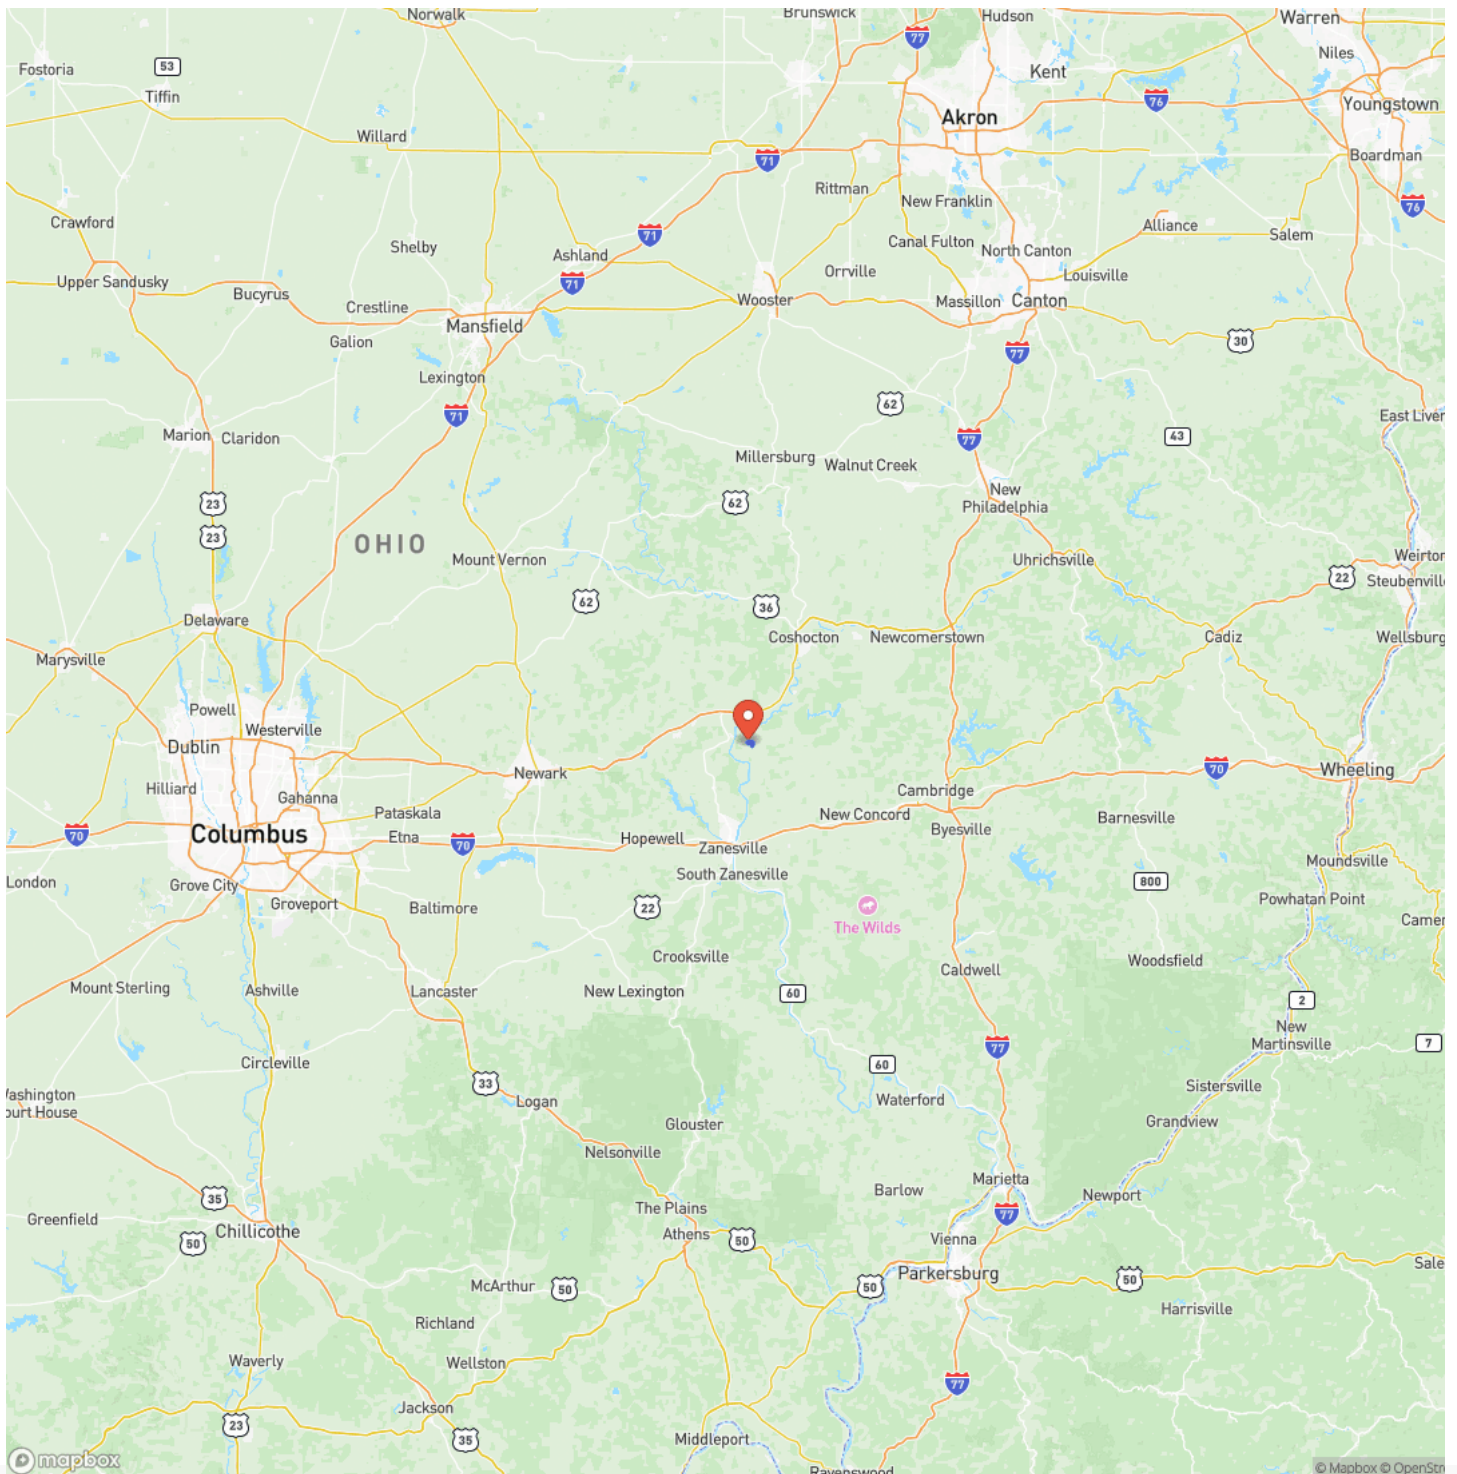 Norwalk
Brunswick
Hudson
Warren
77
Niles
Fostoria
53
Kent
Tiffin
76
Youngstown
Akron
Willard
Boardman
71
Rittman
New Franklin
76
Crawford
Alliance
Shelby
71
Canal Fulton
Salem
Ashland
North Canton
Orrville
Louisville
Upper Sandusky
71
Bucyrus
Wooster
Massillon
Canton
Crestline
Mansfield
Galion
30
77
Lexington
62
71
East Liver
Marion
Claridon
43
77
Millersburg
Walnut Creek
New
Philadelphia
23
62
23
OHIO
Weirton
Mount Vernon
Uhrichsville
22
Steubenville
62
36
Delaware
Coshocton
Newcomerstown
Cadiz
Wellsburg
Marysville
Powell
Westerville
Dublin
Newark
70
Wheeling
Hilliard
Gahanna
Cambridge
Pataskala
New Concord
Barnesville
70
Columbus
Etna
70
Hopewell
Byesville
Zanesville
Moundsville
London
Grove City
South Zanesville
800
Groveport
Baltimore
22
Powhatan Point
The Wilds
Camer
Crooksville
Woodsfield
Caldwell
Mount Sterling
Ashville
Lancaster
New Lexington
60
2
New
Martinsville
77
7
Circleville
60
33
Sistersville
Washington
Court House
Logan
Waterford
Glouster
Grandview
Nelsonville
Marietta
35
Barlow
Newport
The Plains
77
Greenfield
Chillicothe
Athens
50
50
Vienna
Sale
Parkersburg
50
McArthur
50
50
Harrisville
Richland
Waverly
Wellston
77
Jackson
23
35
Middleport
mapbox
Ravenswood
© Mapbox © OpenStre